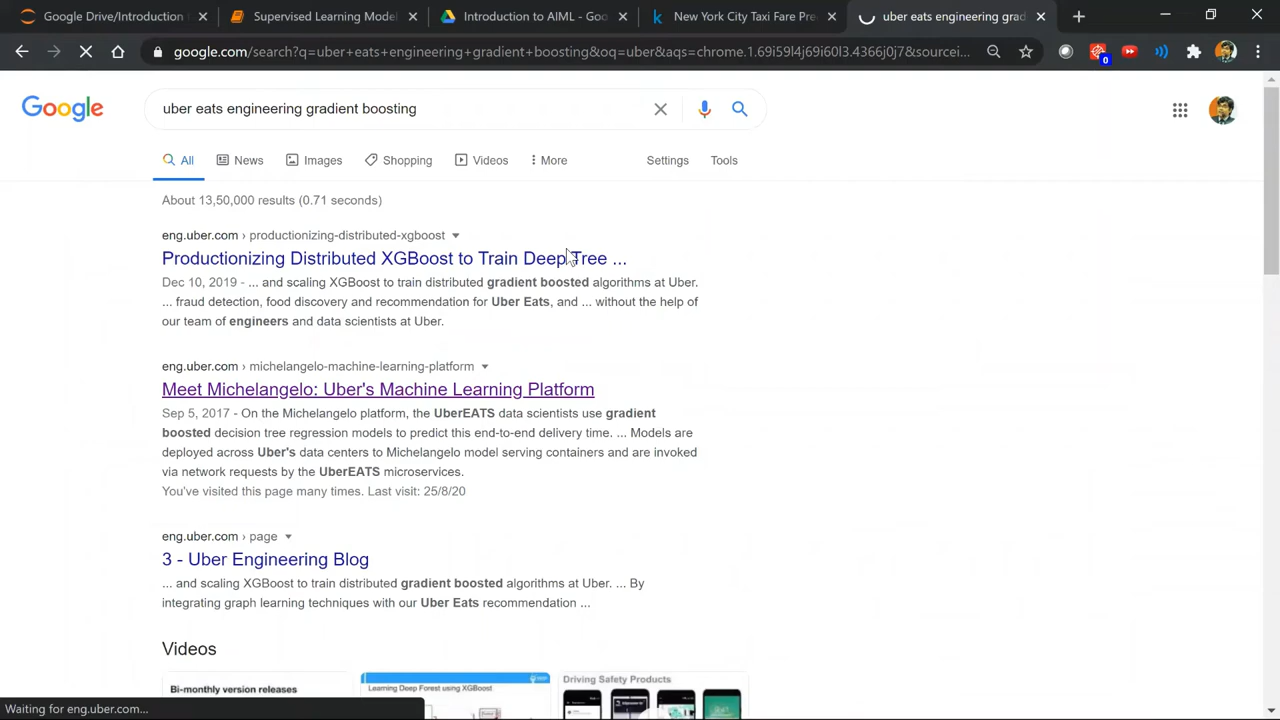 Google Drive/Introduction
Supervised Learning Model
Introduction to AIML - Goog
New York City Taxi Fare Pre
uber eats engineering grad
google.com/search?q=uber+eats+engineering+gradient+boosting&oq=uber&aqs=chrome.1.69i59l4j69i60l3.4366j0j7&sourcei...
0
Google
uber eats engineering gradient boosting
All
News
Images
Shopping
Videos
More
Settings
Tools
About 13,50,000 results (0.71 seconds)
eng.uber.com › productionizing-distributed-xgboost
Productionizing Distributed XGBoost to Train Deep Tree ...
Dec 10, 2019 - ... and scaling XGBoost to train distributed gradient boosted algorithms at Uber.
... fraud detection, food discovery and recommendation for Uber Eats, and ... without the help of
our team of engineers and data scientists at Uber.
eng.uber.com › michelangelo-machine-learning-platform
Meet Michelangelo: Uber's Machine Learning Platform
Sep 5, 2017 - On the Michelangelo platform, the UberEATS data scientists use gradient
boosted decision tree regression models to predict this end-to-end delivery time. ... Models are
deployed across Uber's data centers to Michelangelo model serving containers and are invoked
via network requests by the UberEATS microservices.
You've visited this page many times. Last visit: 25/8/20
eng.uber.com › page
3 - Uber Engineering Blog
... and scaling XGBoost to train distributed gradient boosted algorithms at Uber. ... By
integrating graph learning techniques with our Uber Eats recommendation ...
Videos
Bi-monthly version releases
Learning Deep Forest using XGBoost
Driving Safety Products
Waiting for eng.uber.com...